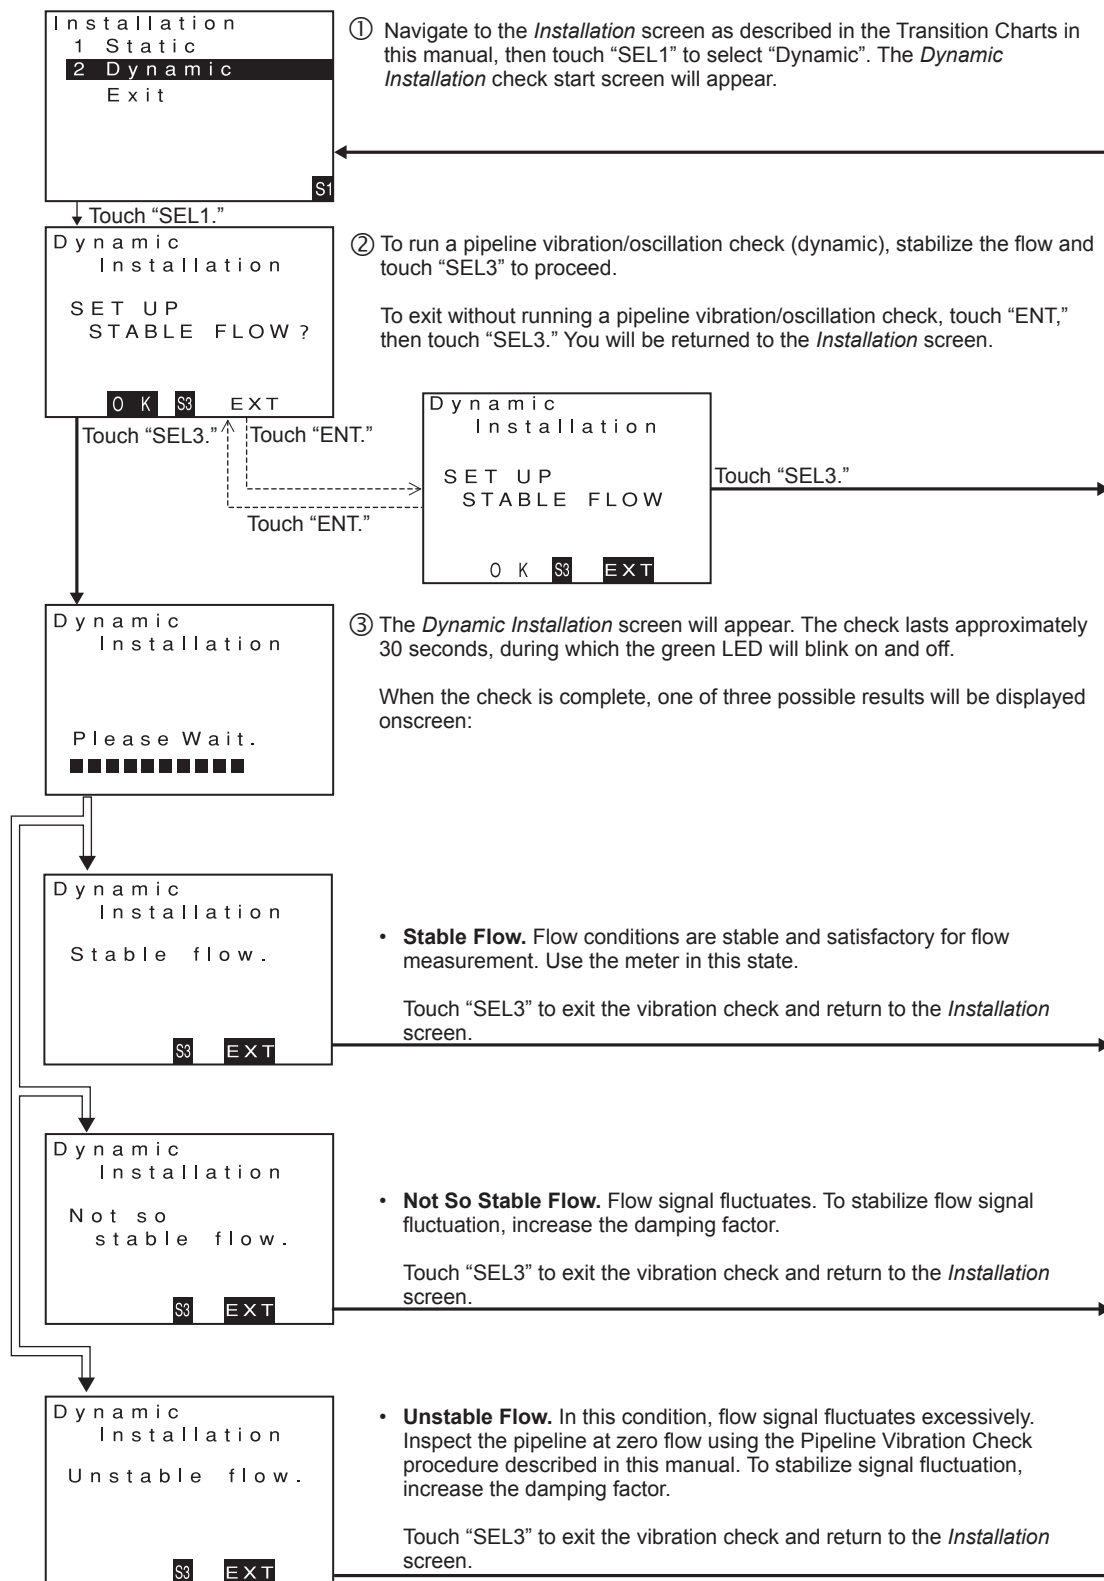 Installation
1 Static
2 Dynamic
Exit
S1
① Navigate to the Installation screen as described in the Transition Charts in
this manual, then touch “SEL1” to select “Dynamic”. The Dynamic
Installation check start screen will appear.
Touch “SEL1.”
Dynamic
Installation
SET UP
STABLE FLOW?
OK S3 EXT
② To run a pipeline vibration/oscillation check (dynamic), stabilize the flow and
touch “SEL3” to proceed.
To exit without running a pipeline vibration/oscillation check, touch “ENT,”
then touch “SEL3.” You will be returned to the Installation screen.
Touch “SEL3.”
Touch “ENT.”
Touch “ENT.”
Dynamic
Installation
SET UP
STABLE FLOW
OK S3 EXT
Touch “SEL3.”
Dynamic
Installation
Please Wait.
③ The Dynamic Installation screen will appear. The check lasts approximately
30 seconds, during which the green LED will blink on and off.
When the check is complete, one of three possible results will be displayed
onscreen:
Dynamic
Installation
Stable flow.
S3 EXT
• Stable Flow. Flow conditions are stable and satisfactory for flow
measurement. Use the meter in this state.
Touch “SEL3” to exit the vibration check and return to the Installation
screen.
Dynamic
Installation
Not so
stable flow.
S3 EXT
• Not So Stable Flow. Flow signal fluctuates. To stabilize flow signal
fluctuation, increase the damping factor.
Touch “SEL3” to exit the vibration check and return to the Installation
screen.
Dynamic
Installation
Unstable flow.
S3 EXT
• Unstable Flow. In this condition, flow signal fluctuates excessively.
Inspect the pipeline at zero flow using the Pipeline Vibration Check
procedure described in this manual. To stabilize signal fluctuation,
increase the damping factor.
Touch “SEL3” to exit the vibration check and return to the Installation
screen.